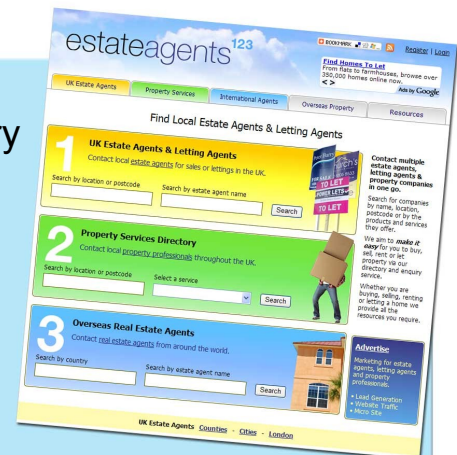 ry
estateagents123
BOOKMARK
Register | Login
Find Homes To Let
From flats to farmhouses, browse over
350,000 homes online now.
< >
Ads by Google
UK Estate Agents
Property Services
International Agents
Overseas Property
Resources
Find Local Estate Agents & Letting Agents
1
UK Estate Agents & Letting Agents
Contact local estate agents for sales or lettings in the UK.
Search by location or postcode
Search by estate agent name
Search
TO LET
TO LET
2
Property Services Directory
Contact local property professionals throughout the UK.
Search by location or postcode
Select a service
Search
3
Overseas Real Estate Agents
Contact real estate agents from around the world.
Search by country
Search by estate agent name
Search
Contact multiple
estate agents,
letting agents &
property companies
in one go.
Search for companies
by name, location,
postcode or by the
products and services
they offer.
We aim to make it
easy for you to buy,
sell, rent or let
property via our
directory and enquiry
service.
Whether you are
buying, selling, renting
or letting a home we
provide all the
resources you require.
Advertise
Marketing for estate
agents, letting agents
and property
professionals.
• Lead Generation
• Website Traffic
• Micro Site
UK Estate Agents Counties - Cities - London